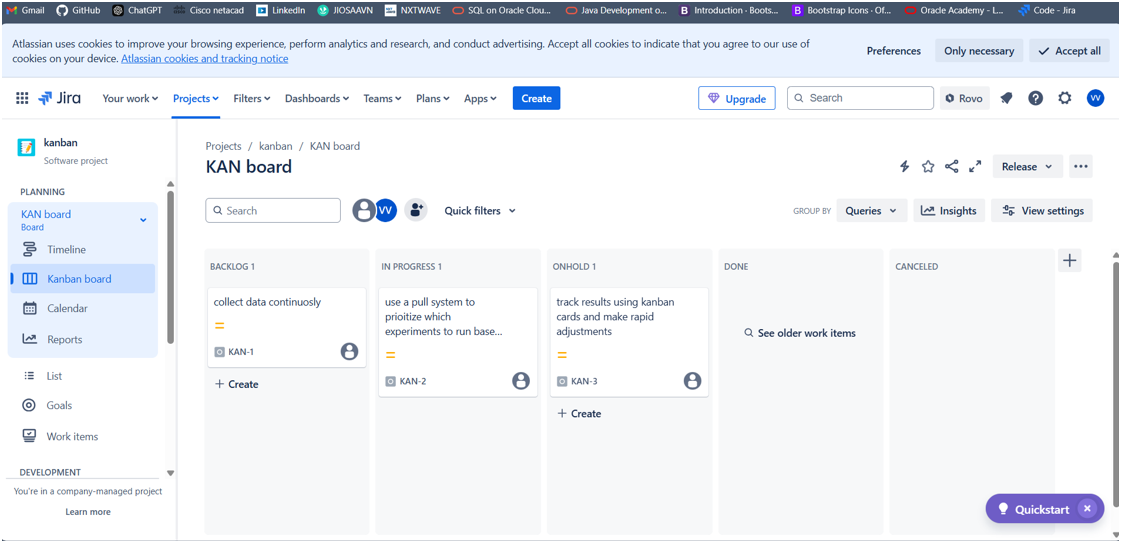 Gmail GitHub ChatGPT Cisco netacad LinkedIn JIOSAAVN NXTWAVE SQL on Oracle Clou... Java Development o... Introduction · Boots... Bootstrap Icons · Of... Oracle Academy - L... Code - Jira
Atlassian uses cookies to improve your browsing experience, perform analytics and research, and conduct advertising. Accept all cookies to indicate that you agree to our use of
cookies on your device. Atlassian cookies and tracking notice
Preferences Only necessary Accept all
Jira Your work Projects Filters Dashboards Teams Plans Apps Create Upgrade Search Rovo VV
kanban
Software project
PLANNING
KAN board
Board
Timeline
Kanban board
Calendar
Reports
List
Goals
Work items
DEVELOPMENT
You're in a company-managed project
Learn more
Projects / kanban / KAN board
KAN board
Release
Search VV Quick filters GROUP BY Queries Insights View settings
BACKLOG 1
collect data continuosly
KAN-1
Create
IN PROGRESS 1
use a pull system to
prioitize which
experiments to run base...
KAN-2
ONHOLD 1
track results using kanban
cards and make rapid
adjustments
KAN-3
Create
DONE
See older work items
CANCELED
Quickstart